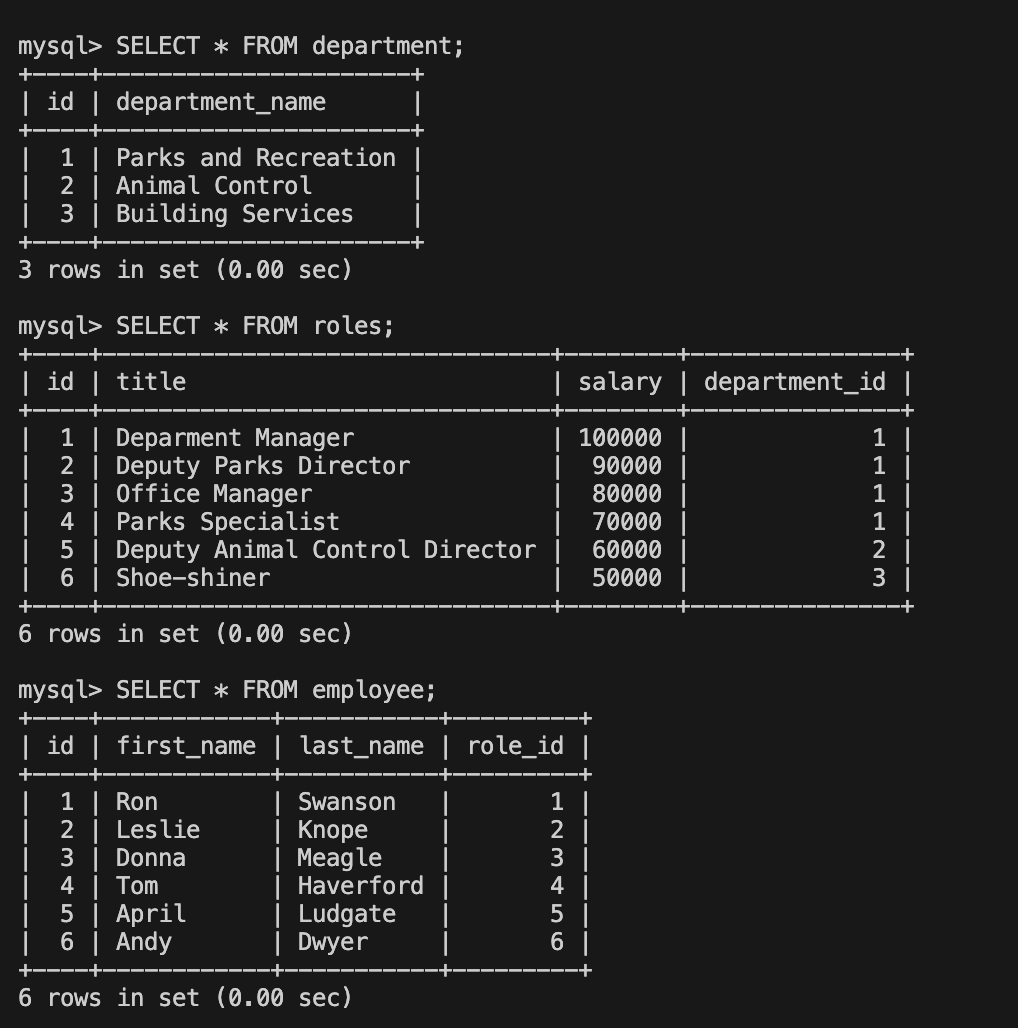 mysql> SELECT * FROM department;
+----+----------------------+
| id | department_name      |
+----+----------------------+
|  1 | Parks and Recreation |
|  2 | Animal Control       |
|  3 | Building Services    |
+----+----------------------+
3 rows in set (0.00 sec)

mysql> SELECT * FROM roles;
+----+--------------------------------+--------+---------------+
| id | title                          | salary | department_id |
+----+--------------------------------+--------+---------------+
|  1 | Deparment Manager              | 100000 |             1 |
|  2 | Deputy Parks Director          |  90000 |             1 |
|  3 | Office Manager                 |  80000 |             1 |
|  4 | Parks Specialist               |  70000 |             1 |
|  5 | Deputy Animal Control Director |  60000 |             2 |
|  6 | Shoe-shiner                    |  50000 |             3 |
+----+--------------------------------+--------+---------------+
6 rows in set (0.00 sec)

mysql> SELECT * FROM employee;
+----+------------+-----------+---------+
| id | first_name | last_name | role_id |
+----+------------+-----------+---------+
|  1 | Ron        | Swanson   |       1 |
|  2 | Leslie     | Knope     |       2 |
|  3 | Donna      | Meagle    |       3 |
|  4 | Tom        | Haverford |       4 |
|  5 | April      | Ludgate   |       5 |
|  6 | Andy       | Dwyer     |       6 |
+----+------------+-----------+---------+
6 rows in set (0.00 sec)